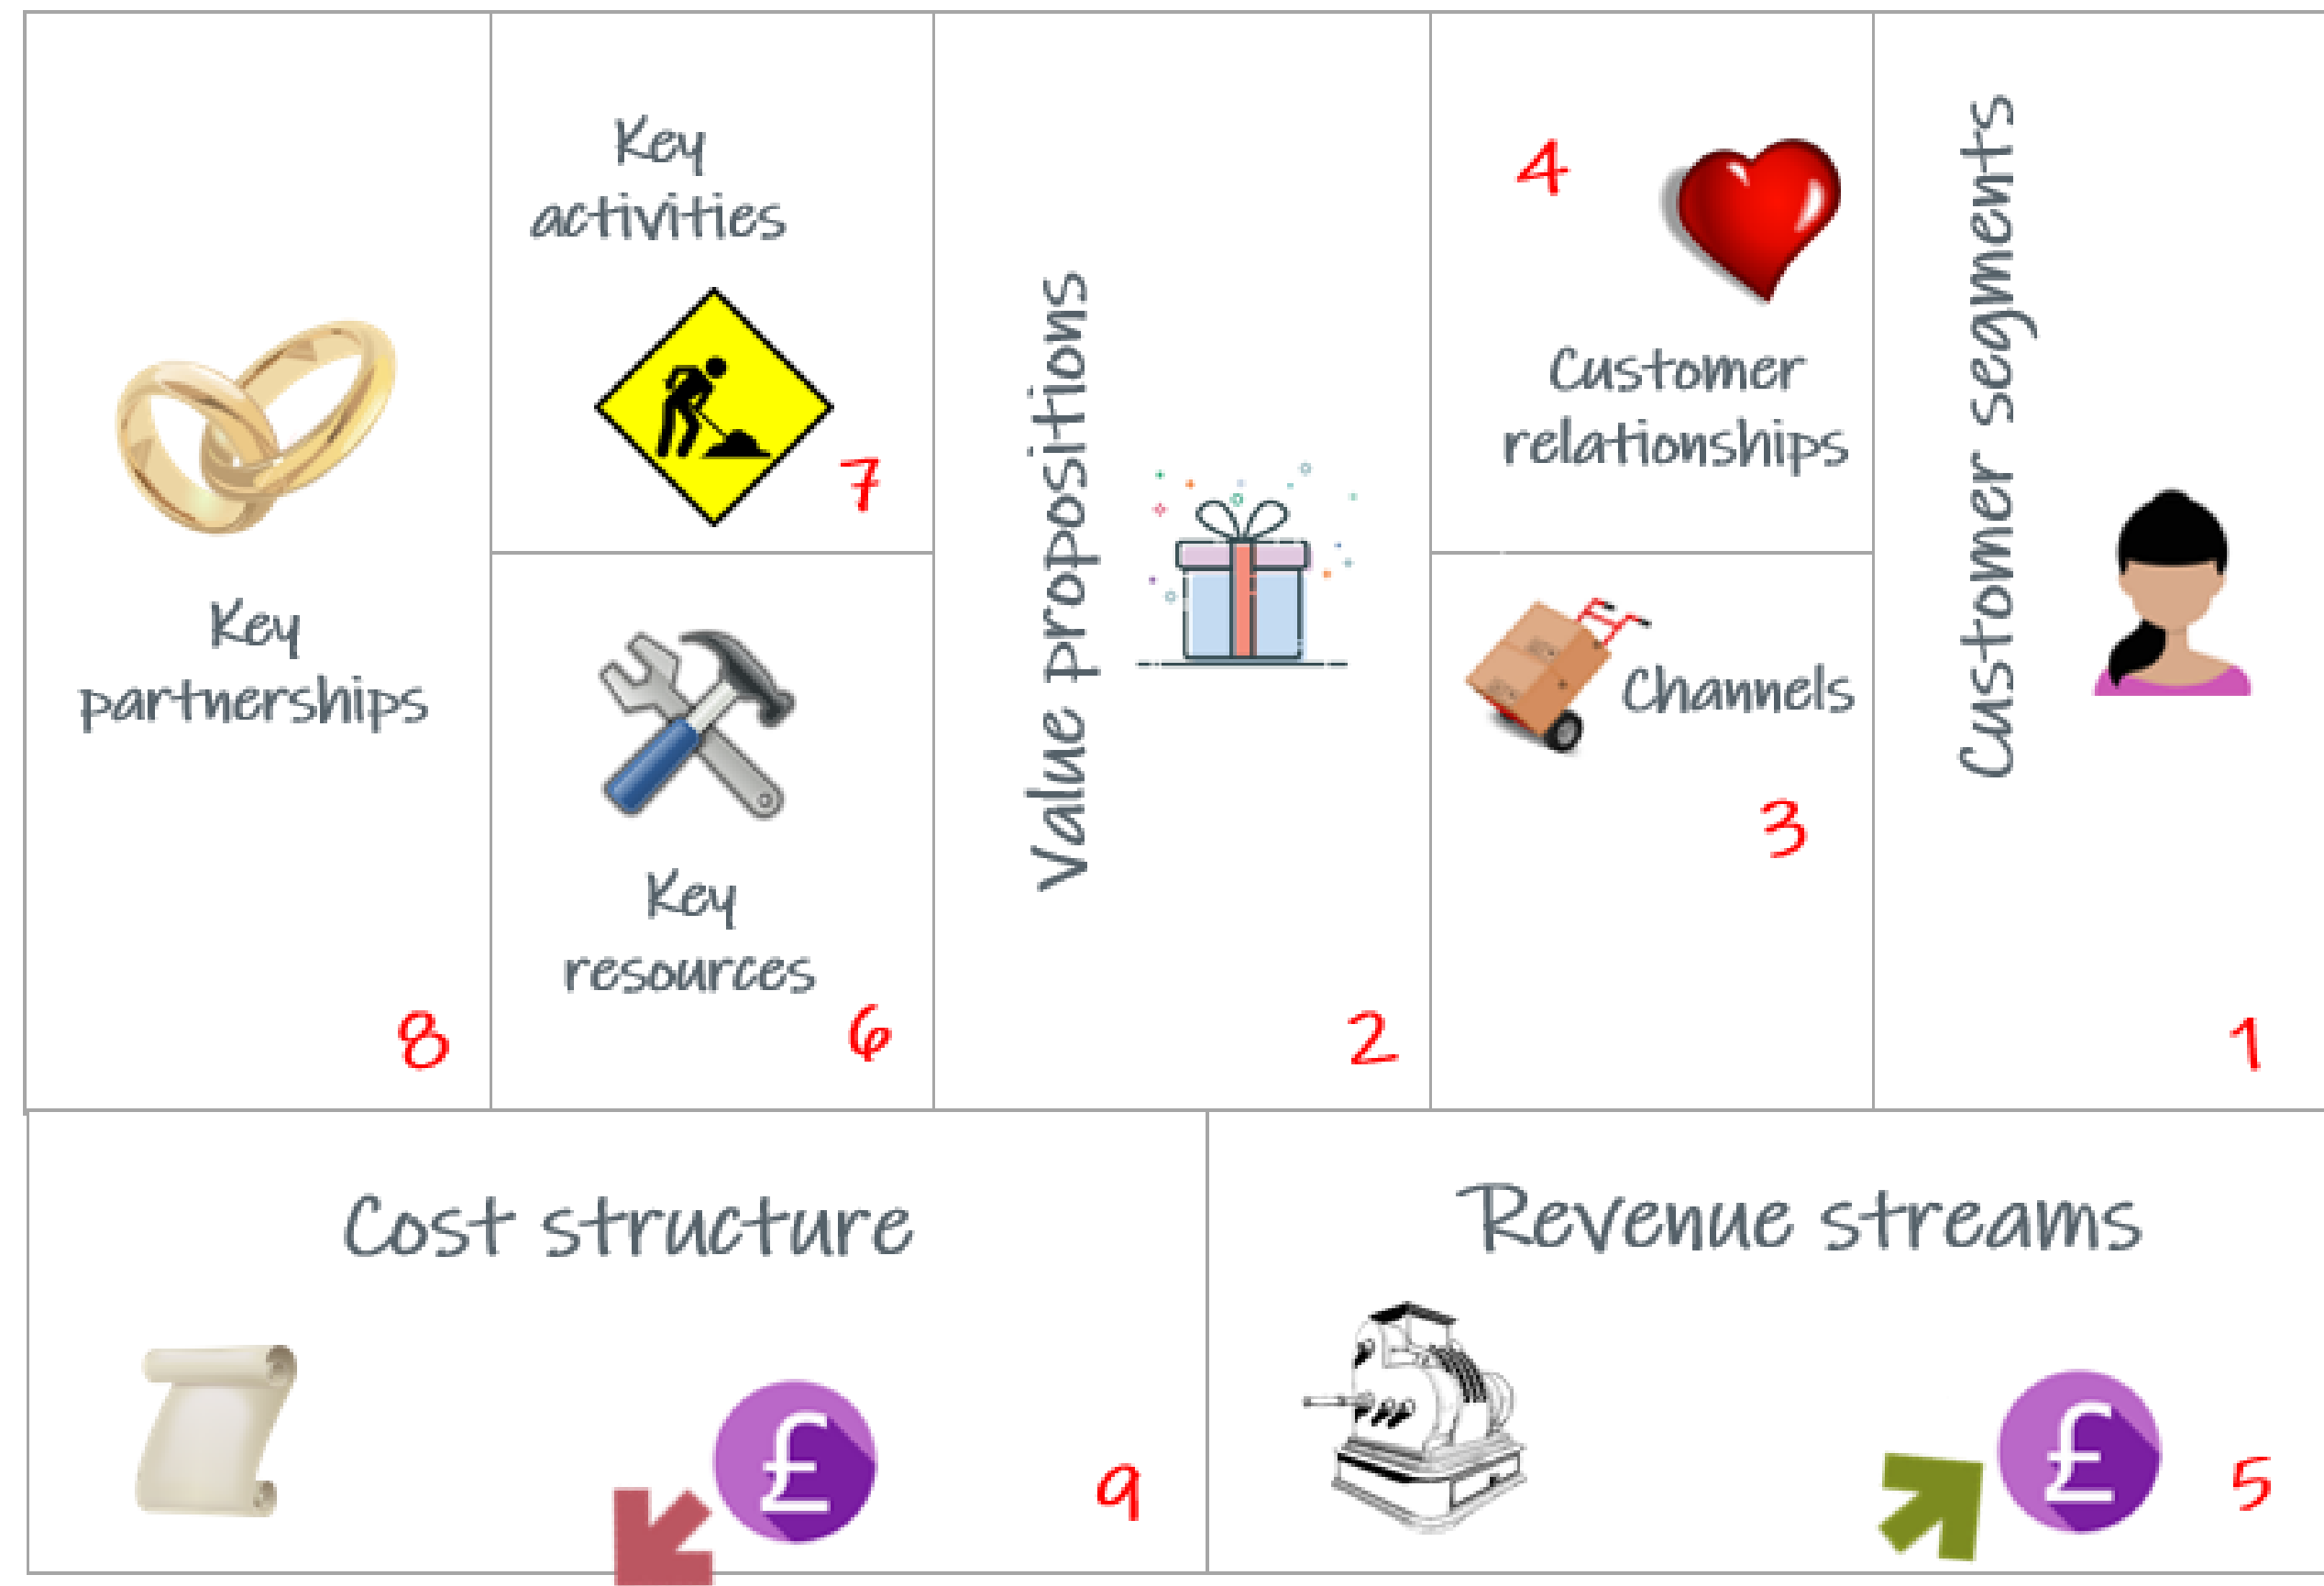 Key
partnerships
8
Key
activities
7
Key
resources
6
Value propositions
2
4
Customer
relationships
Channels
3
Customer segments
1
Cost structure
£
9
Revenue streams
£
5